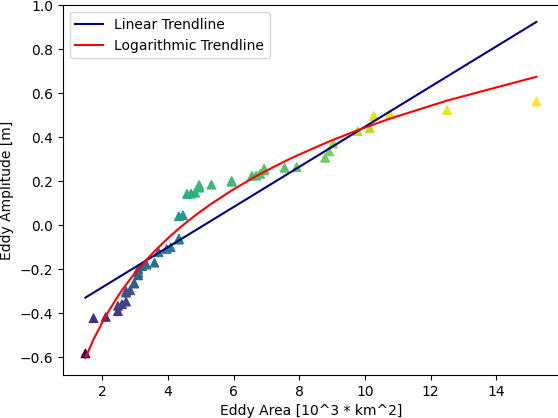 1.0
Linear Trendline
Logarithmic Trendline
0.8
0.6
0.4
0.2
0.0
−0.2
−0.4
−0.6
Eddy Amplitude [m]
2 4 6 8 10 12 14
Eddy Area [10^3 * km^2]